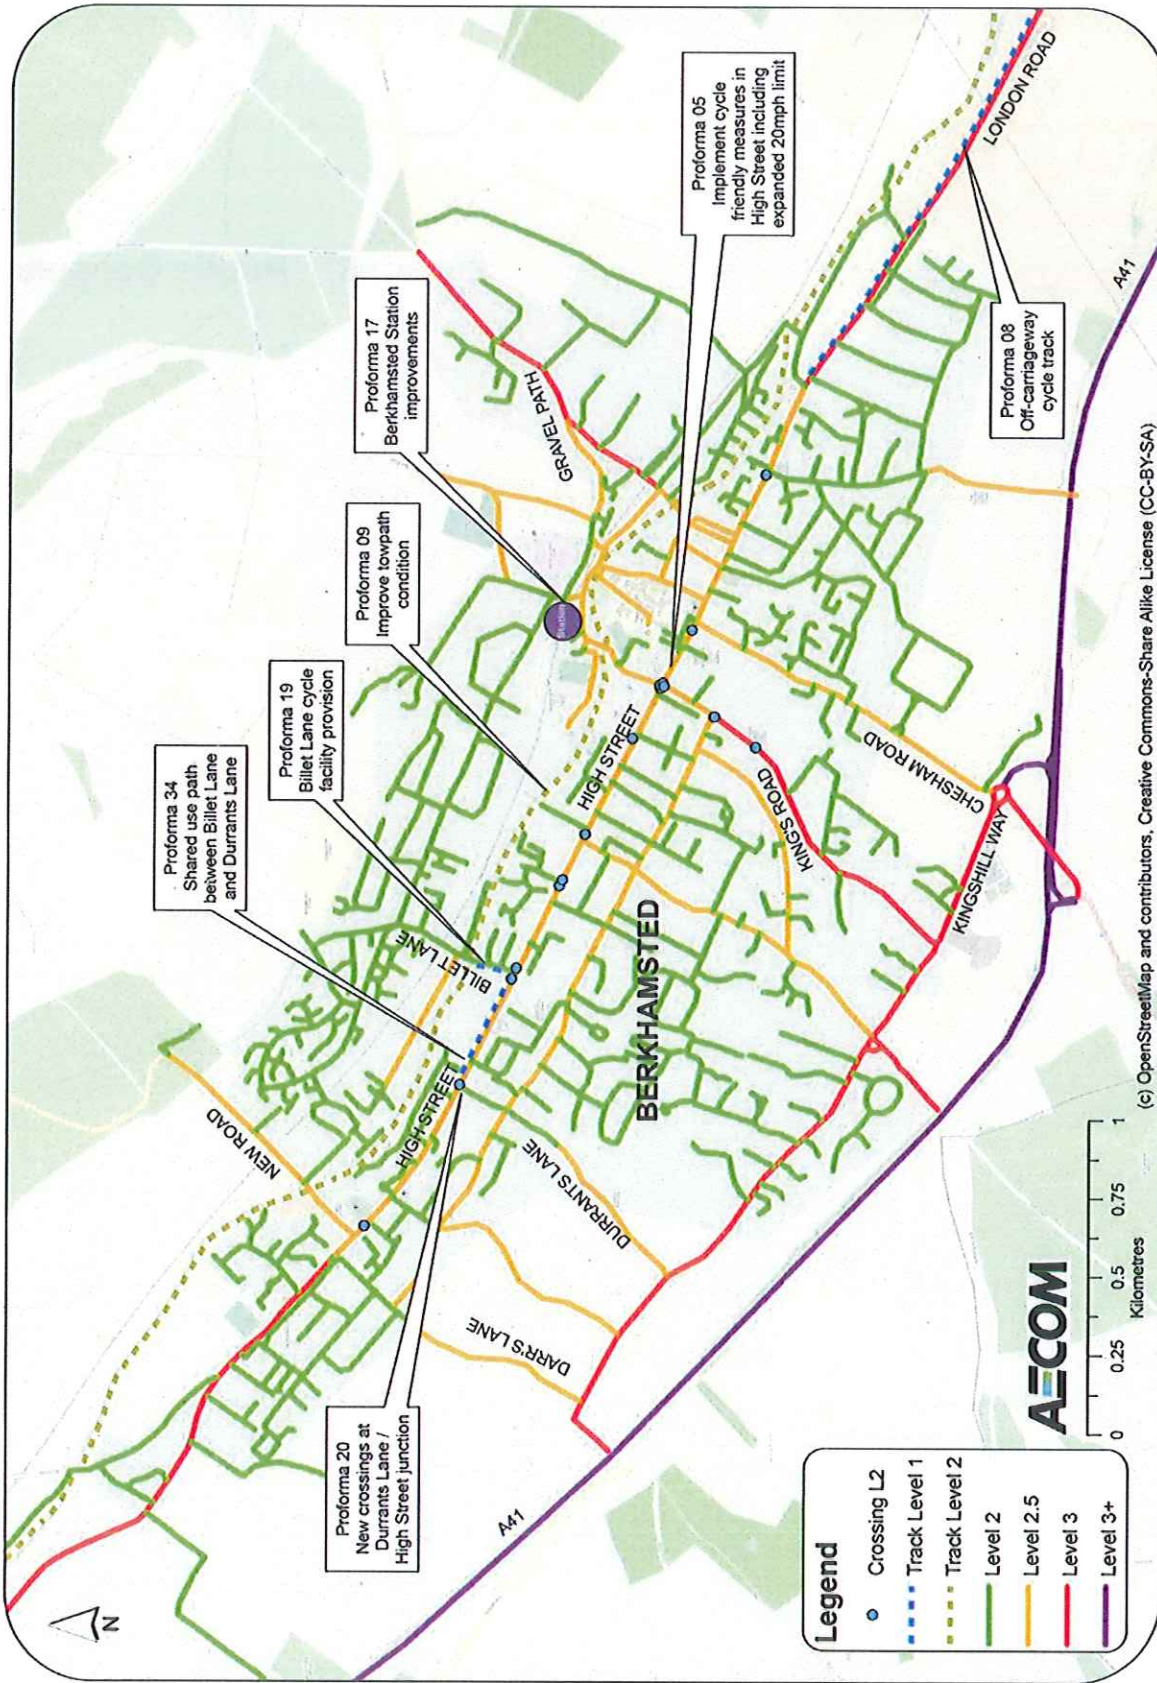 Proforma 34
Shared use path
between Billet Lane
and Durrants Lane
Proforma 19
Billet Lane cycle
facility provision
Proforma 09
Improve towpath
condition
Proforma 17
Berkhamsted Station
improvements
Proforma 05
Implement cycle
friendly measures in
High Street including
expanded 20mph limit
Proforma 20
New crossings at
Durrants Lane /
High Street junction
Proforma 08
Off-carriageway
cycle track
N
NEW ROAD
BILLET LANE
HIGH STREET
HIGH STREET
Station
GRAVEL PATH
LONDON ROAD
BERKHAMSTED
DURRANTS LANE
DARR'S LANE
KING'S ROAD
CHESHAM ROAD
KINGSHILL WAY
A41
A41
Legend
Crossing L2
Track Level 1
Track Level 2
Level 2
Level 2.5
Level 3
Level 3+
AECOM
0 0.25 0.5 0.75 1
Kilometres
(c) OpenStreetMap and contributors, Creative Commons-Share Alike License (CC-BY-SA)